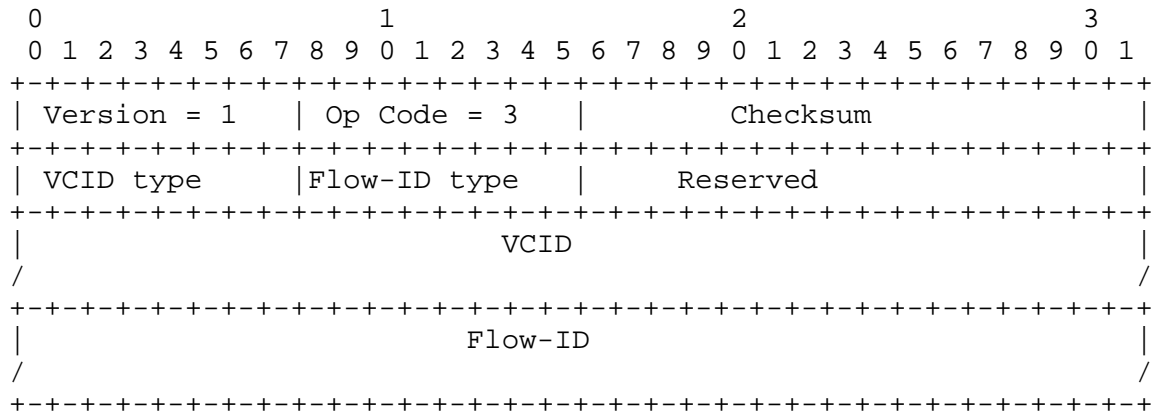 0                   1                   2                   3
 0 1 2 3 4 5 6 7 8 9 0 1 2 3 4 5 6 7 8 9 0 1 2 3 4 5 6 7 8 9 0 1
+-+-+-+-+-+-+-+-+-+-+-+-+-+-+-+-+-+-+-+-+-+-+-+-+-+-+-+-+-+-+-+-+
| Version = 1   | Op Code = 3   |        Checksum               |
+-+-+-+-+-+-+-+-+-+-+-+-+-+-+-+-+-+-+-+-+-+-+-+-+-+-+-+-+-+-+-+-+
| VCID type     |Flow-ID type   |     Reserved                  |
+-+-+-+-+-+-+-+-+-+-+-+-+-+-+-+-+-+-+-+-+-+-+-+-+-+-+-+-+-+-+-+-+
|                           VCID                                |
/                                                               /
+-+-+-+-+-+-+-+-+-+-+-+-+-+-+-+-+-+-+-+-+-+-+-+-+-+-+-+-+-+-+-+-+
|                         Flow-ID                               |
/                                                               /
+-+-+-+-+-+-+-+-+-+-+-+-+-+-+-+-+-+-+-+-+-+-+-+-+-+-+-+-+-+-+-+-+